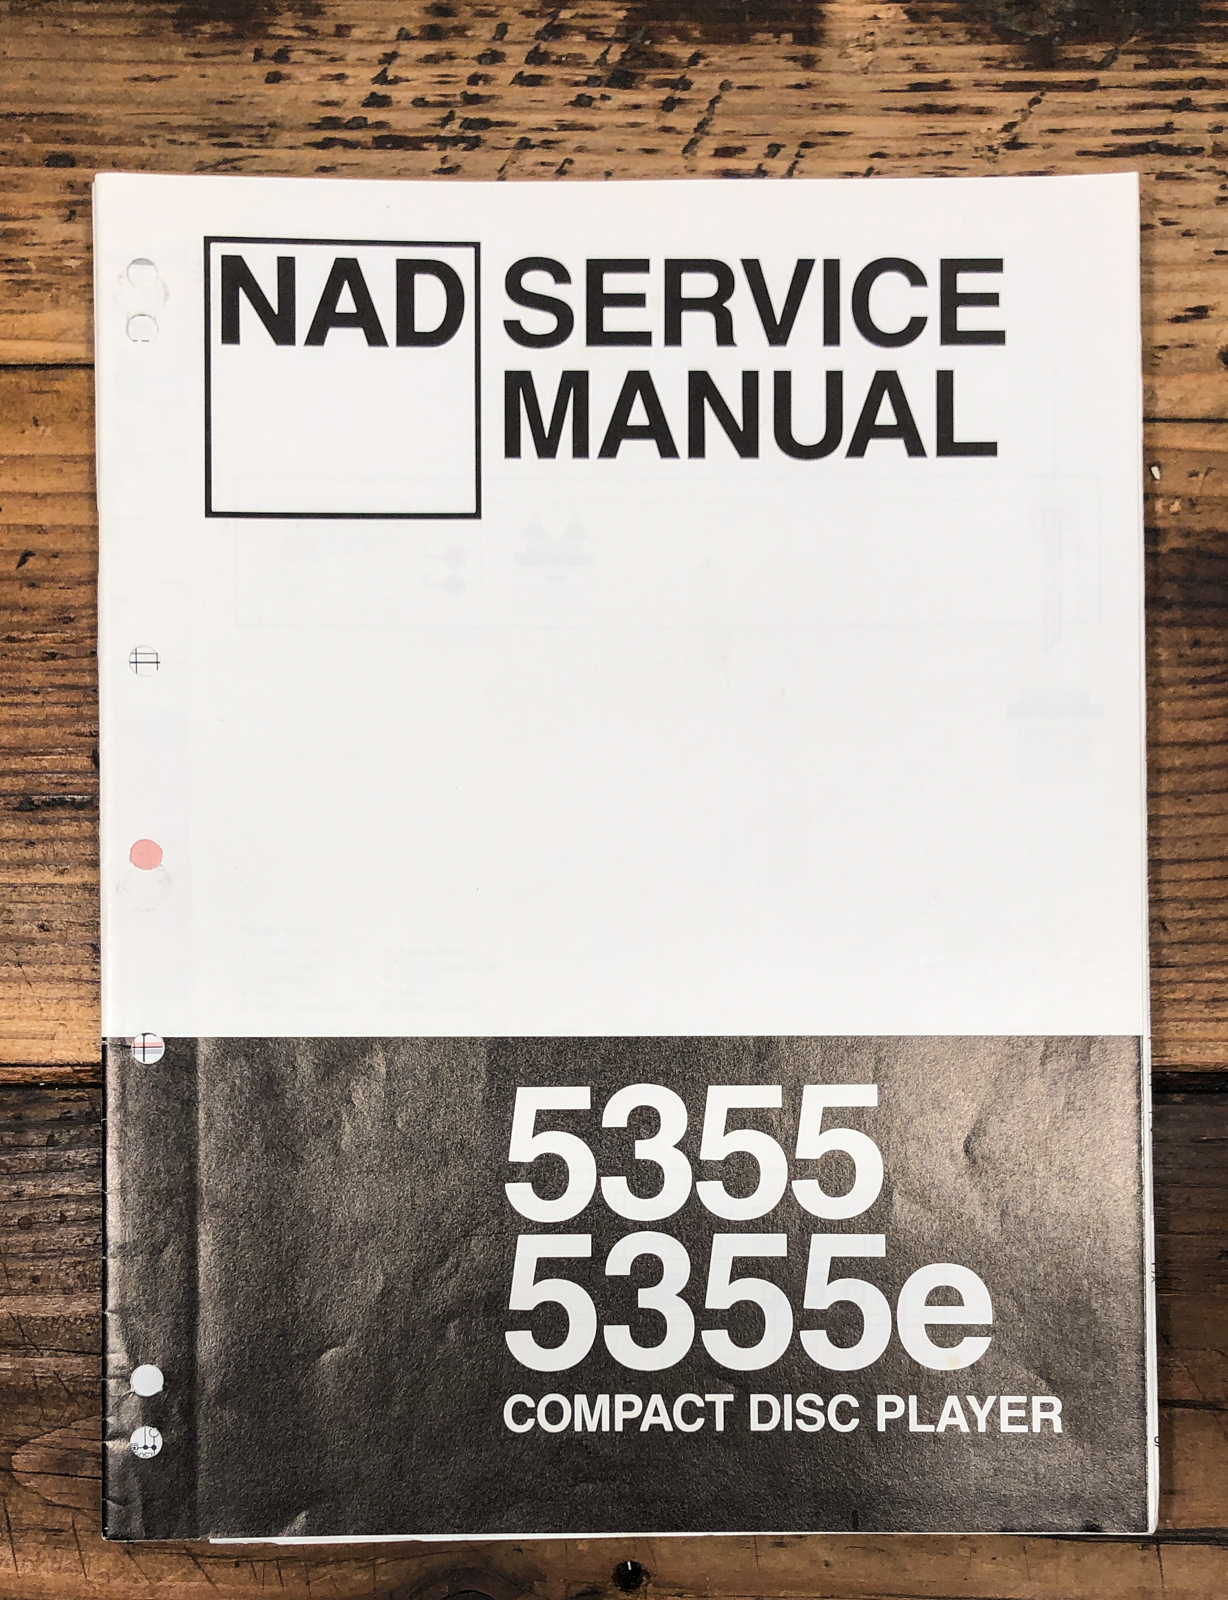 NAD SERVICE
MANUAL
5355
5355e
COMPACT DISC PLAYER